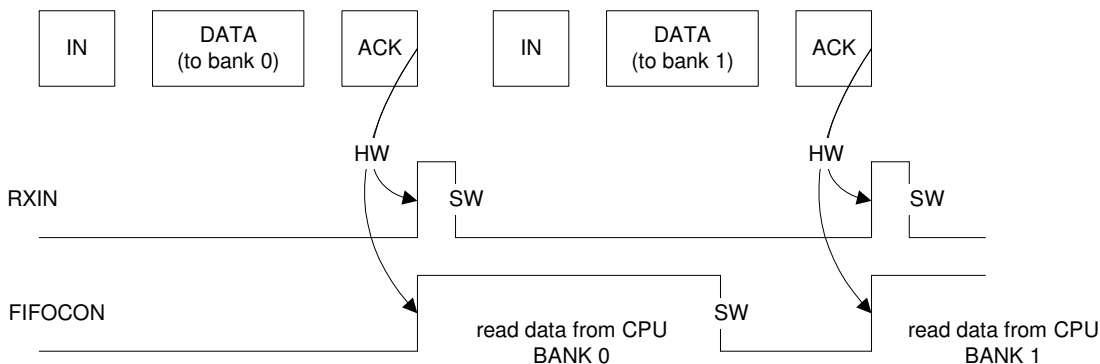 IN DATA ACK IN DATA ACK
(to bank 0) (to bank 1)
HW HW
RXIN SW SW
FIFOCON SW
read data from CPU read data from CPU
BANK 0 BANK 1